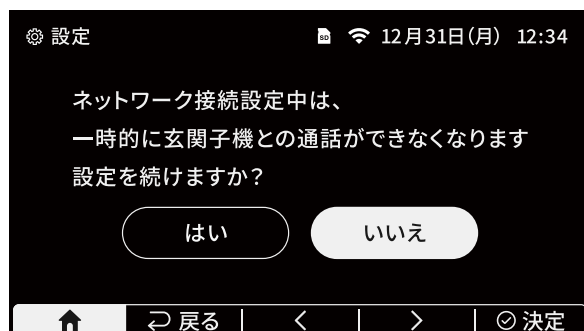 設定 SD 12月31日(月) 12:34
ネットワーク接続設定中は、
一時的に玄関子機との通話ができなくなります
設定を続けますか？
はい いいえ
戻る 決定